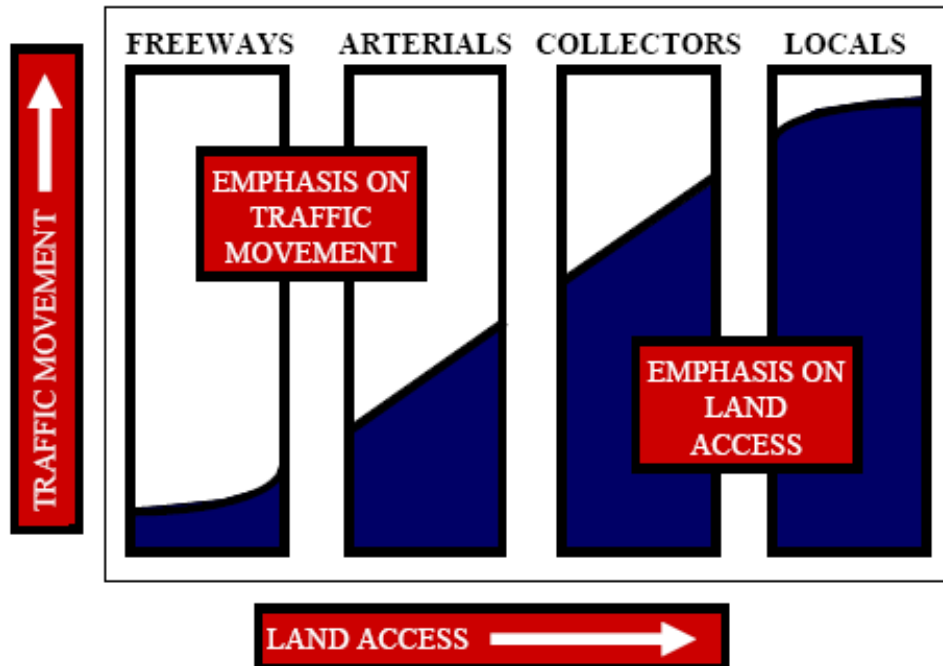 FREEWAYS ARTERIALS COLLECTORS LOCALS
TRAFFIC MOVEMENT
EMPHASIS ON
TRAFFIC
MOVEMENT
EMPHASIS ON
LAND
ACCESS
LAND ACCESS